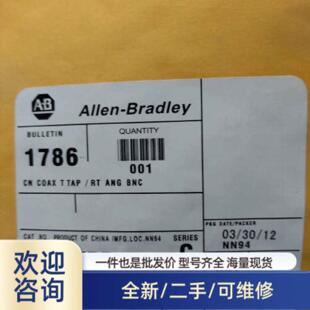 AB Allen-Bradley
BULLETIN
QUANTITY
1786
001
CN COAX TTAP /RT ANG BNC
PKG DATE/PACKER
03/30/12
NN94
CAT. NO. PRODUCT OF CHINA (MFG.LOC.NN94 SERIES
C
欢迎
咨询
一件也是批发价 型号齐全 海量现货
全新/二手/可维修